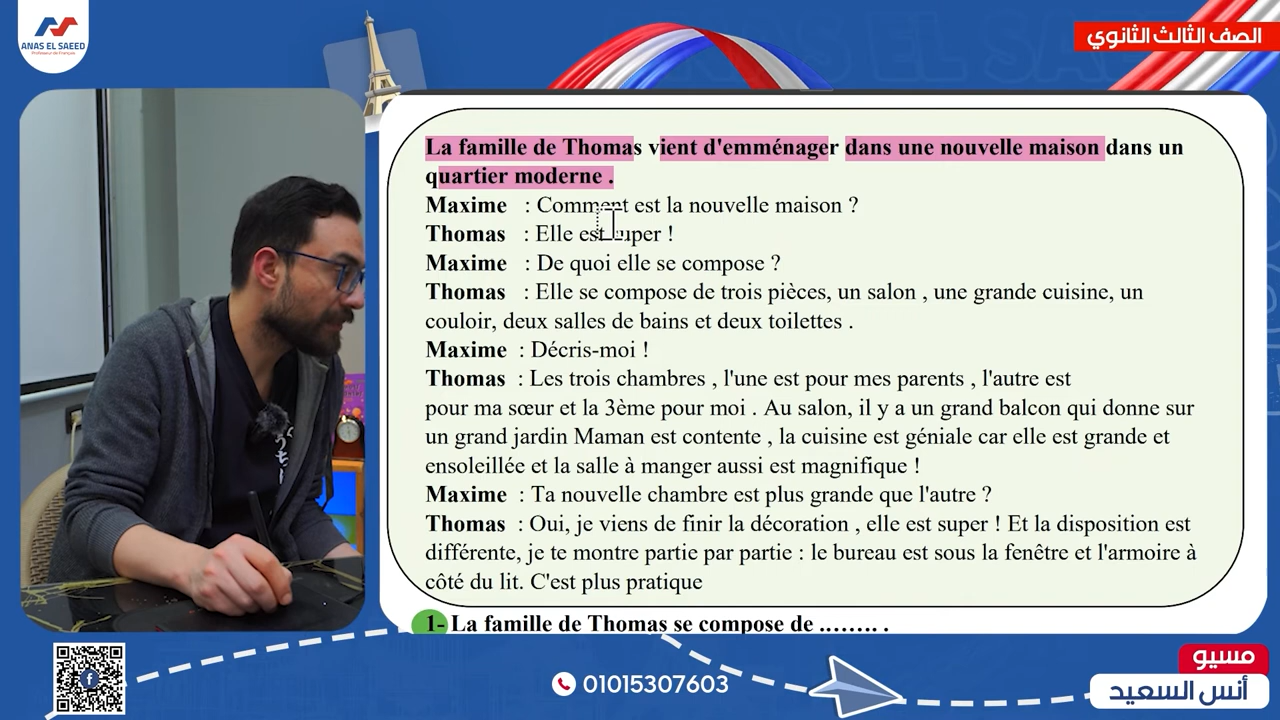 ANAS EL SAEED
Professeur de Français
الصف الثالث الثانوي
La famille de Thomas vient d'emménager dans une nouvelle maison dans un
quartier moderne .
Maxime : Comment est la nouvelle maison ?
Thomas : Elle est super !
Maxime : De quoi elle se compose ?
Thomas : Elle se compose de trois pièces, un salon , une grande cuisine, un
couloir, deux salles de bains et deux toilettes .
Maxime : Décris-moi !
Thomas : Les trois chambres , l'une est pour mes parents , l'autre est
pour ma sœur et la 3ème pour moi . Au salon, il y a un grand balcon qui donne sur
un grand jardin Maman est contente , la cuisine est géniale car elle est grande et
ensoleillée et la salle à manger aussi est magnifique !
Maxime : Ta nouvelle chambre est plus grande que l'autre ?
Thomas : Oui, je viens de finir la décoration , elle est super ! Et la disposition est
différente, je te montre partie par partie : le bureau est sous la fenêtre et l'armoire à
côté du lit. C'est plus pratique
1- La famille de Thomas se compose de ........ .
01015307603
مسيو
أنس السعيد